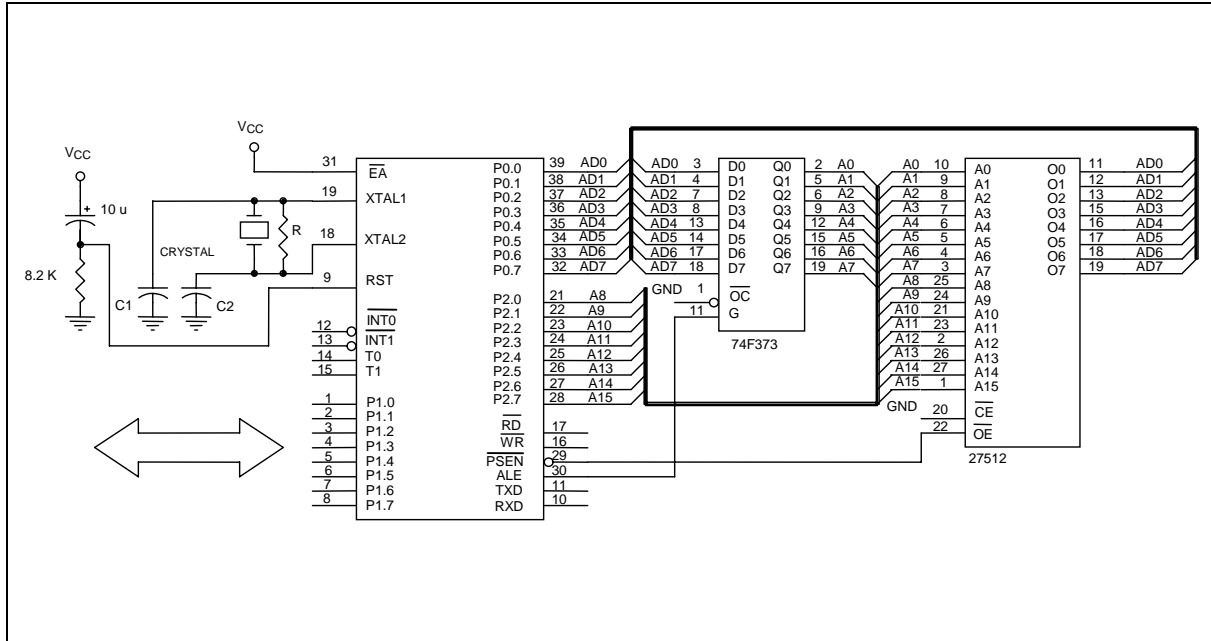 VCC
10 u
8.2 K
VCC
CRYSTAL
C1
C2
R
31 EA
19 XTAL1
18 XTAL2
9 RST
12 INT0
13 INT1
14 T0
15 T1
1 P1.0
2 P1.1
3 P1.2
4 P1.3
5 P1.4
6 P1.5
7 P1.6
8 P1.7
P0.0 39 AD0
P0.1 38 AD1
P0.2 37 AD2
P0.3 36 AD3
P0.4 35 AD4
P0.5 34 AD5
P0.6 33 AD6
P0.7 32 AD7
P2.0 21 A8
P2.1 22 A9
P2.2 23 A10
P2.3 24 A11
P2.4 25 A12
P2.5 26 A13
P2.6 27 A14
P2.7 28 A15
RD 17
WR 16
PSEN 29
ALE 30
TXD 11
RXD 10
AD0 3 D0 Q0 2 A0
AD1 4 D1 Q1 5 A1
AD2 7 D2 Q2 6 A2
AD3 8 D3 Q3 9 A3
AD4 13 D4 Q4 12 A4
AD5 14 D5 Q5 15 A5
AD6 17 D6 Q6 16 A6
AD7 18 D7 Q7 19 A7
GND 1 OC
11 G
74F373
A0 10 A0 O0 11 AD0
A1 9 A1 O1 12 AD1
A2 8 A2 O2 13 AD2
A3 7 A3 O3 15 AD3
A4 6 A4 O4 16 AD4
A5 5 A5 O5 17 AD5
A6 4 A6 O6 18 AD6
A7 3 A7 O7 19 AD7
A8 25 A8
A9 24 A9
A10 21 A10
A11 23 A11
A12 2 A12
A13 26 A13
A14 27 A14
A15 1 A15
GND 20 CE
22 OE
27512